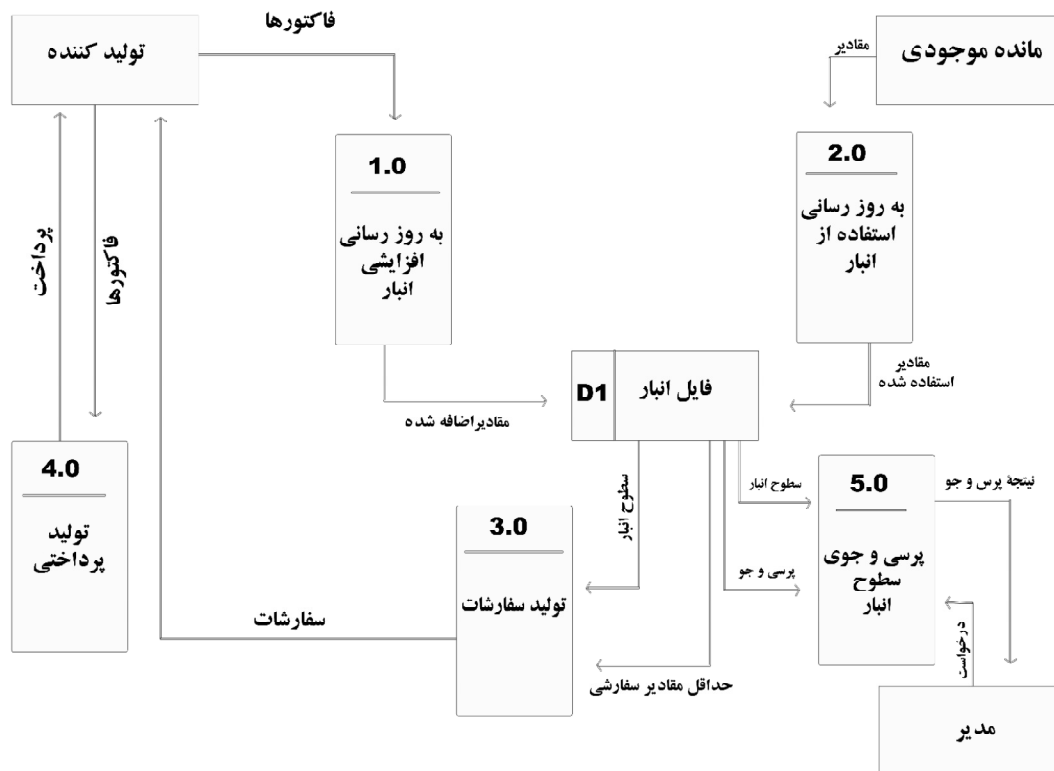 فاکتورها
تولید کننده
مانده موجودی
مقادیر
1.0
به روز رسانی
افزایشی
انبار
2.0
به روز رسانی
استفاده از
انبار
پرداخت
فاکتورها
مقادیر
استفاده شده
D1
فایل انبار
مقادیراضافه شده
4.0
تولید
پرداختی
سطوح انبار
سطوح انبار
5.0
پرسی و جوی
سطوح
انبار
نیتجهٔ پرس و جو
3.0
تولید سفارشات
پرسی و جو
سفارشات
درخواست
حداقل مقادیر سفارشی
مدیر